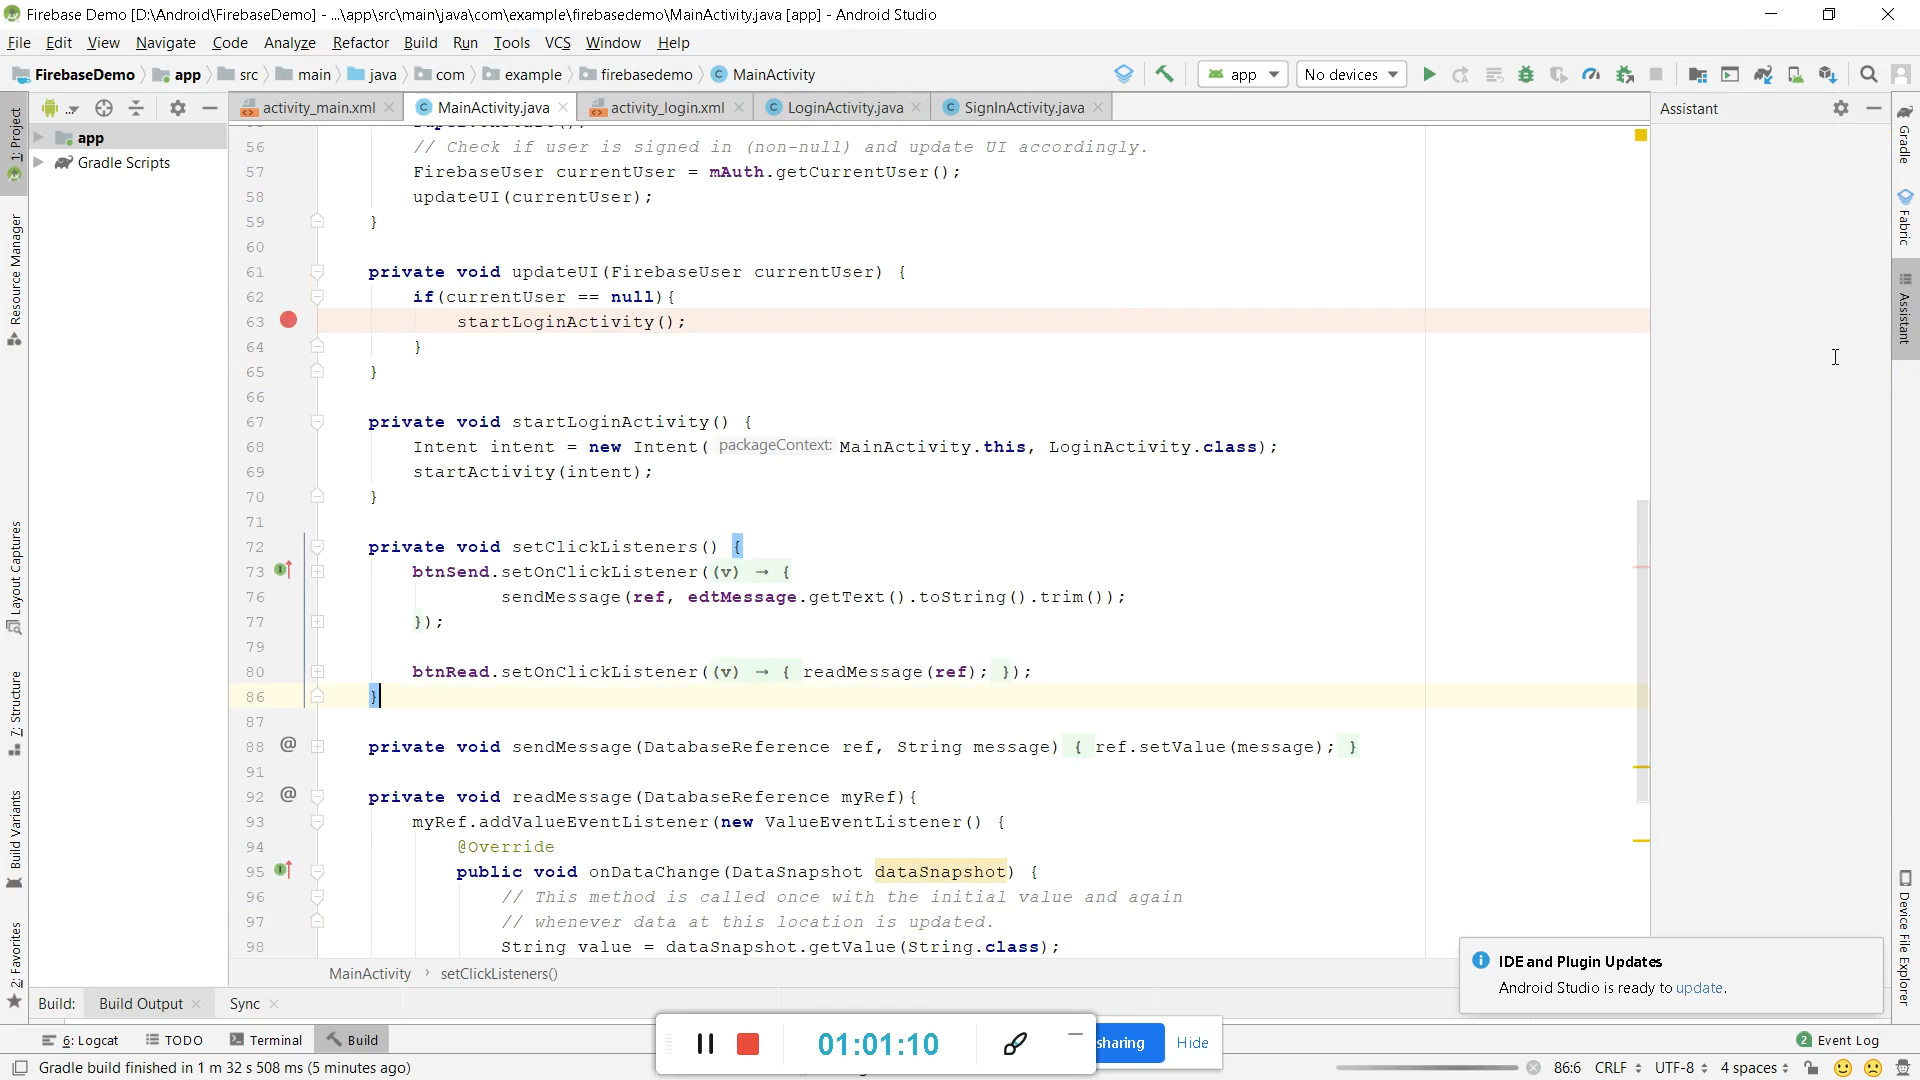 Firebase Demo [D:\Android\FirebaseDemo] - ...\app\src\main\java\com\example\firebasedemo\MainActivity.java [app] - Android Studio
File Edit View Navigate Code Analyze Refactor Build Run Tools VCS Window Help
FirebaseDemo app src main java com example firebasedemo MainActivity app No devices
activity_main.xml MainActivity.java activity_login.xml LoginActivity.java SignInActivity.java Assistant
app
Gradle Scripts
1: Project
Resource Manager
Layout Captures
7: Structure
Build Variants
2: Favorites
56 // Check if user is signed in (non-null) and update UI accordingly.
57 FirebaseUser currentUser = mAuth.getCurrentUser();
58 updateUI(currentUser);
59 }
60
61 private void updateUI(FirebaseUser currentUser) {
62 if(currentUser == null){
63 startLoginActivity();
64 }
65 }
66
67 private void startLoginActivity() {
68 Intent intent = new Intent( packageContext: MainActivity.this, LoginActivity.class);
69 startActivity(intent);
70 }
71
72 private void setClickListeners() {
73 btnSend.setOnClickListener((v) → {
76 sendMessage(ref, edtMessage.getText().toString().trim());
77 });
79
80 btnRead.setOnClickListener((v) → { readMessage(ref); });
86 }
87
88 @ private void sendMessage(DatabaseReference ref, String message) { ref.setValue(message); }
91
92 @ private void readMessage(DatabaseReference myRef){
93 myRef.addValueEventListener(new ValueEventListener() {
94 @Override
95 public void onDataChange(DataSnapshot dataSnapshot) {
96 // This method is called once with the initial value and again
97 // whenever data at this location is updated.
98 String value = dataSnapshot.getValue(String.class);
MainActivity › setClickListeners()
Gradle
Fabric
Assistant
Device File Explorer
IDE and Plugin Updates
Android Studio is ready to update.
Build: Build Output Sync
6: Logcat TODO Terminal Build
01:01:10
sharing Hide
2 Event Log
Gradle build finished in 1 m 32 s 508 ms (5 minutes ago)
86:6 CRLF UTF-8 4 spaces